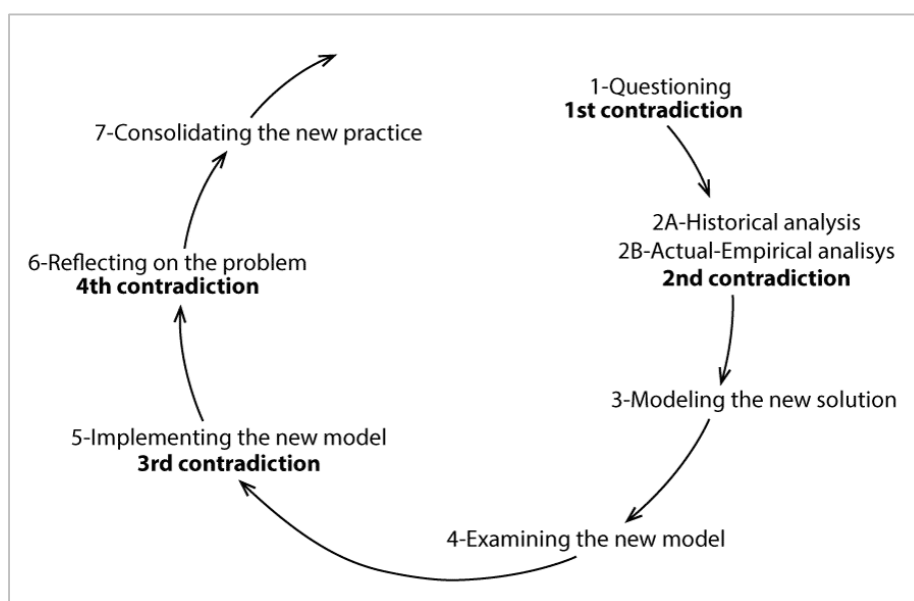 1-Questioning
1st contradiction
2A-Historical analysis
2B-Actual-Empirical analisys
2nd contradiction
3-Modeling the new solution
4-Examining the new model
5-Implementing the new model
3rd contradiction
6-Reflecting on the problem
4th contradiction
7-Consolidating the new practice